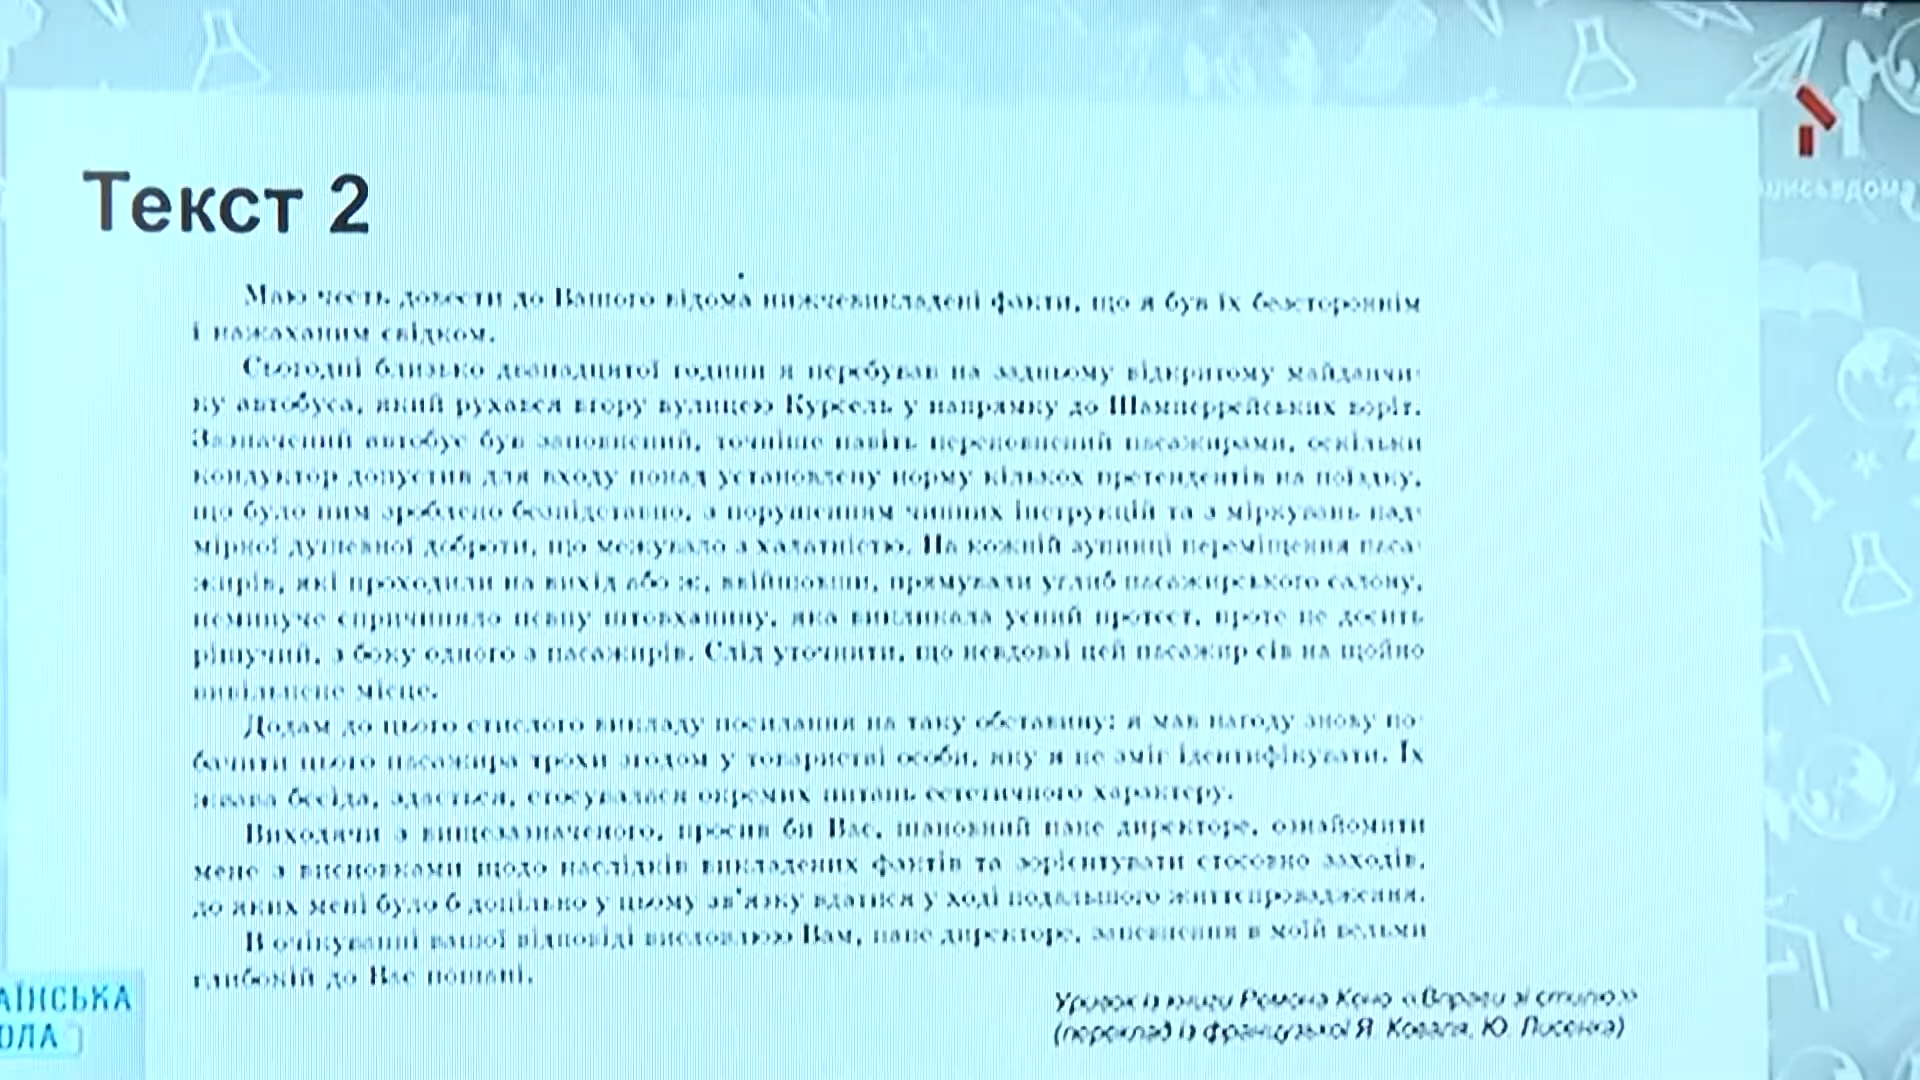 Текст 2
Маю честь довести до Вашого відома нижчевикладені факти, що я був їх безстороннім
і нажаханим свідком.
Сьогодні близько дванадцятої години я перебував на задньому відкритому майданчи-
ку автобуса, який рухався вгору вулицею Курсель у напрямку до Шамперрейських воріт.
Зазначений автобус був заповнений, точніше навіть переповнений пасажирами, оскільки
кондуктор допустив для входу понад установлену норму кількох претендентів на поїздку,
що було ним зроблено безпідставно, з порушенням чинних інструкцій та з міркувань над-
мірної душевної доброти, що межувало з халатністю. На кожній зупинці переміщення паса-
жирів, які проходили на вихід або ж, ввійшовши, прямували углиб пасажирського салону,
неминуче спричиняло певну штовханину, яка викликала усний протест, проте не досить
рішучий, з боку одного з пасажирів. Слід уточнити, що невдовзі цей пасажир сів на щойно
вивільнене місце.
Додам до цього стислого викладу посилання на таку обставину: я мав нагоду знову по-
бачити цього пасажира трохи згодом у товаристві особи, яку я не зміг ідентифікувати. Їх
жвава бесіда, здається, стосувалася окремих питань естетичного характеру.
Виходячи з вищезазначеного, просив би Вас, шановний пане директоре, ознайомити
мене з висновками щодо наслідків викладених фактів та зорієнтувати стосовно заходів,
до яких мені було б доцільно у цьому зв'язку вдатися у ході подальшого життєпровадження.
В очікуванні вашої відповіді висловлюю Вам, пане директоре, запевнення в моїй вельми
глибокій до Вас пошані.
Уривок із книги Ремона Кено «Вправи зі стилю»
(переклад із французької Я. Коваля, Ю. Лисенка)
АЇНСЬКА
ОЛА